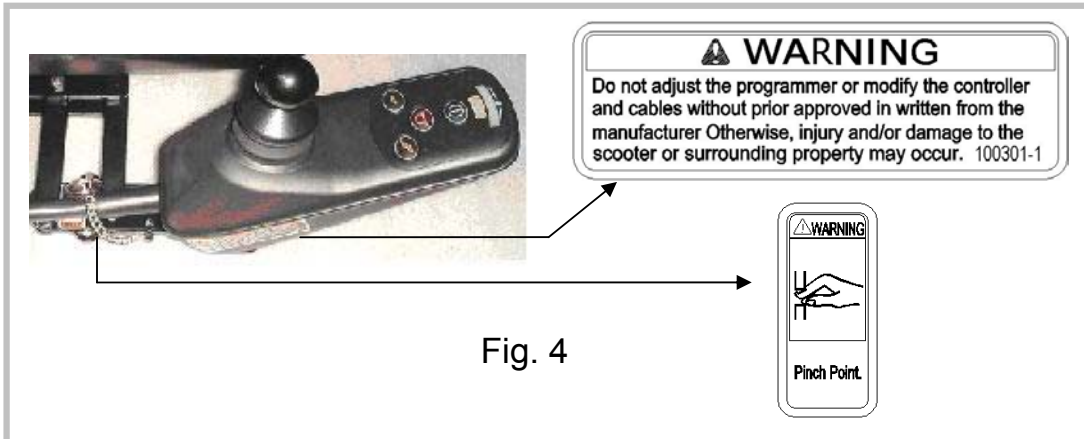 WARNING
Do not adjust the programmer or modify the controller
and cables without prior approved in written from the
manufacturer Otherwise, injury and/or damage to the
scooter or surrounding property may occur. 100301-1
WARNING
Pinch Point.
Fig. 4